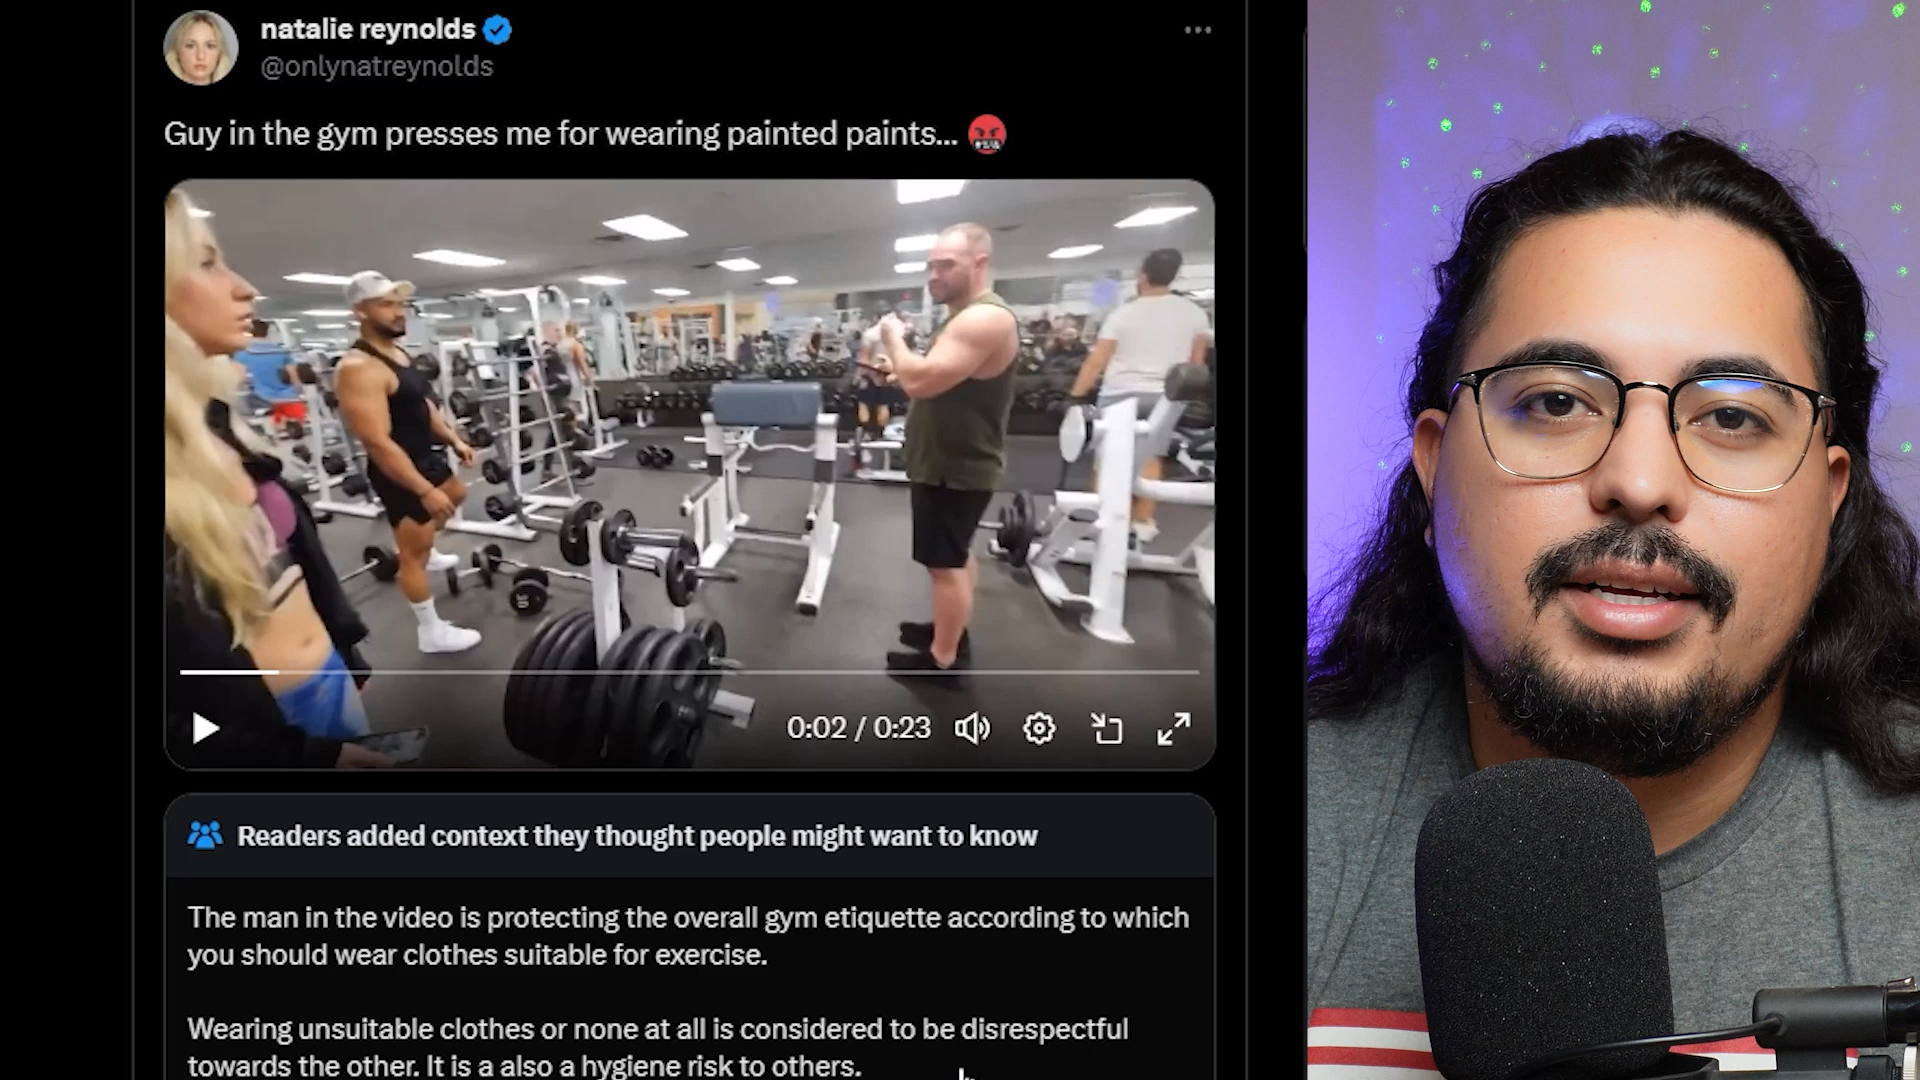 natalie reynolds
@onlynatreynolds
Guy in the gym presses me for wearing painted paints...
0:02 / 0:23
Readers added context they thought people might want to know
The man in the video is protecting the overall gym etiquette according to which
you should wear clothes suitable for exercise.
Wearing unsuitable clothes or none at all is considered to be disrespectful
towards the other. It is a also a hygiene risk to others.